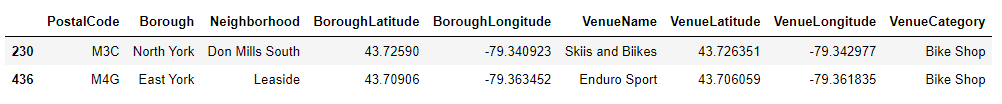 PostalCode Borough Neighborhood BoroughLatitude BoroughLongitude VenueName VenueLatitude VenueLongitude VenueCategory
230 M3C North York Don Mills South 43.72590 -79.340923 Skiis and Biikes 43.726351 -79.342977 Bike Shop
436 M4G East York Leaside 43.70906 -79.363452 Enduro Sport 43.706059 -79.361835 Bike Shop